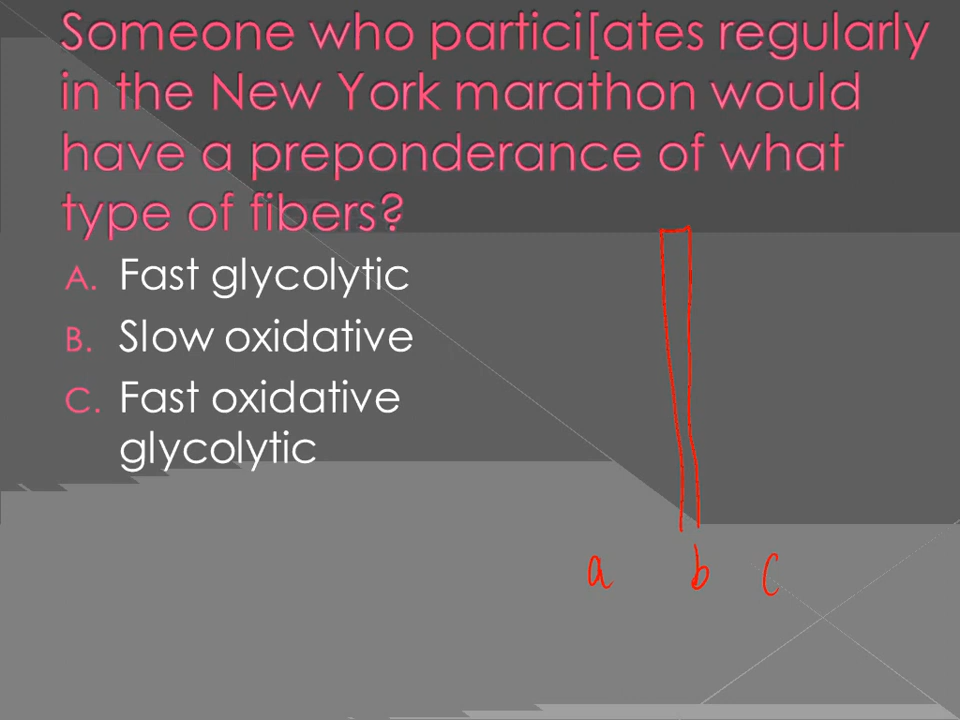 Someone who partici[ates regularly
in the New York marathon would
have a preponderance of what
type of fibers?
A. Fast glycolytic
B. Slow oxidative
C. Fast oxidative
glycolytic
a b c